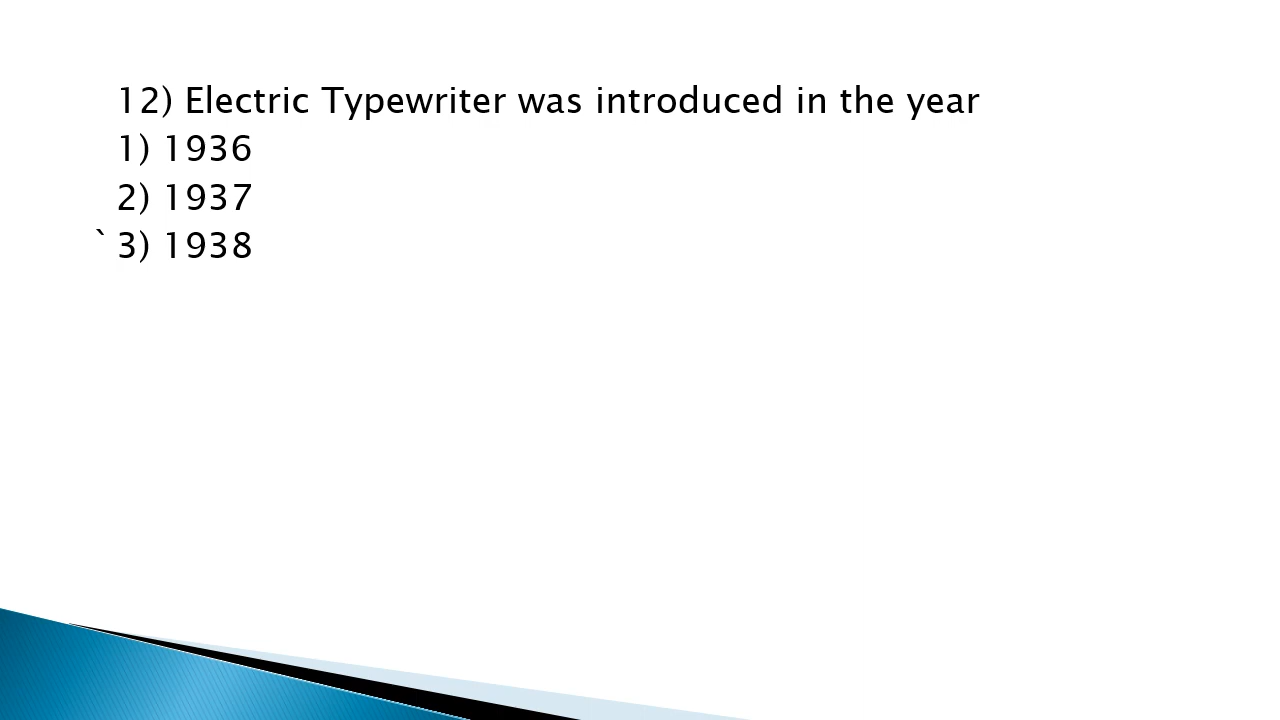 12) Electric Typewriter was introduced in the year
1) 1936
2) 1937
` 3) 1938